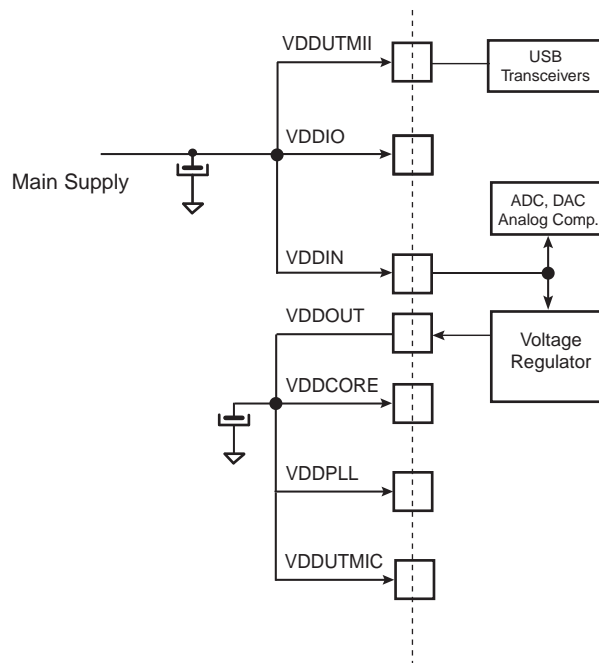 VDDUTMII
USB
Transceivers
VDDIO
Main Supply
ADC, DAC
Analog Comp.
VDDIN
VDDOUT
Voltage
Regulator
VDDCORE
VDDPLL
VDDUTMIC